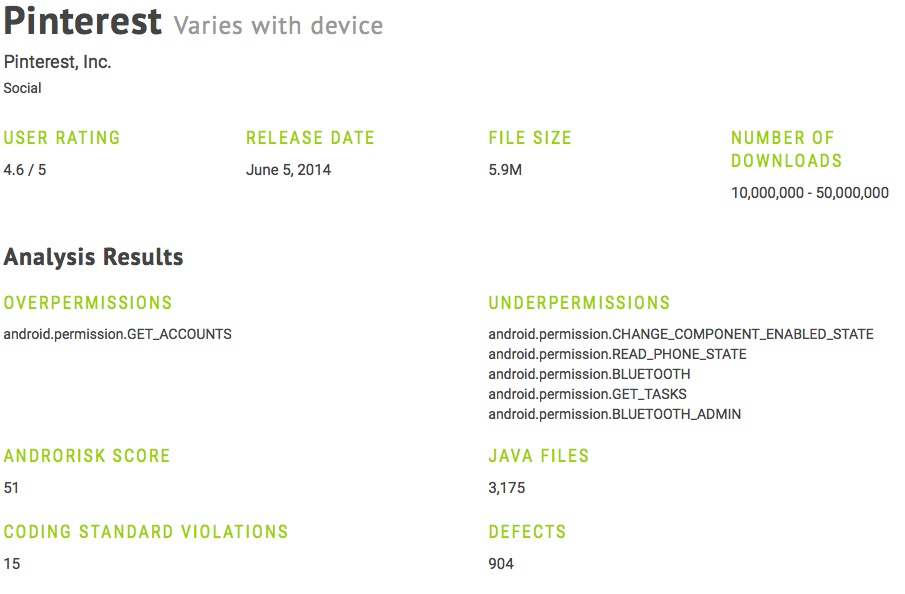 Pinterest Varies with device
Pinterest, Inc.
Social
USER RATING
4.6 / 5
RELEASE DATE
June 5, 2014
FILE SIZE
5.9M
NUMBER OF
DOWNLOADS
10,000,000 - 50,000,000
Analysis Results
OVERPERMISSIONS
android.permission.GET_ACCOUNTS
UNDERPERMISSIONS
android.permission.CHANGE_COMPONENT_ENABLED_STATE
android.permission.READ_PHONE_STATE
android.permission.BLUETOOTH
android.permission.GET_TASKS
android.permission.BLUETOOTH_ADMIN
ANDRORISK SCORE
51
JAVA FILES
3,175
CODING STANDARD VIOLATIONS
15
DEFECTS
904